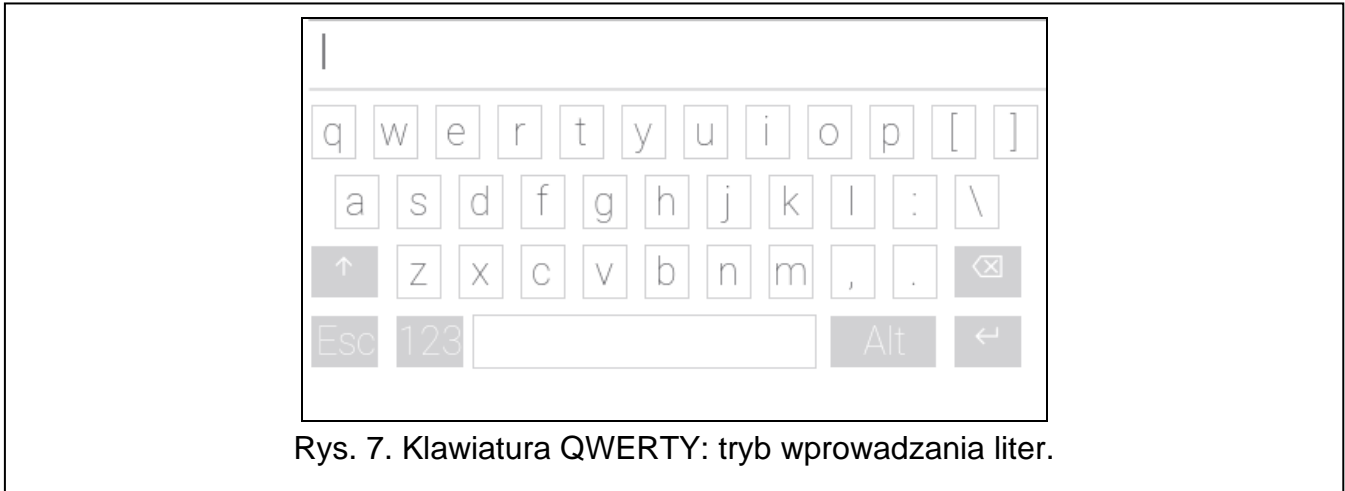 q w e r t y u i o p [ ]
a s d f g h j k l : \
↑ z x c v b n m , . ⌫
Esc 123 Alt ↵
Rys. 7. Klawiatura QWERTY: tryb wprowadzania liter.